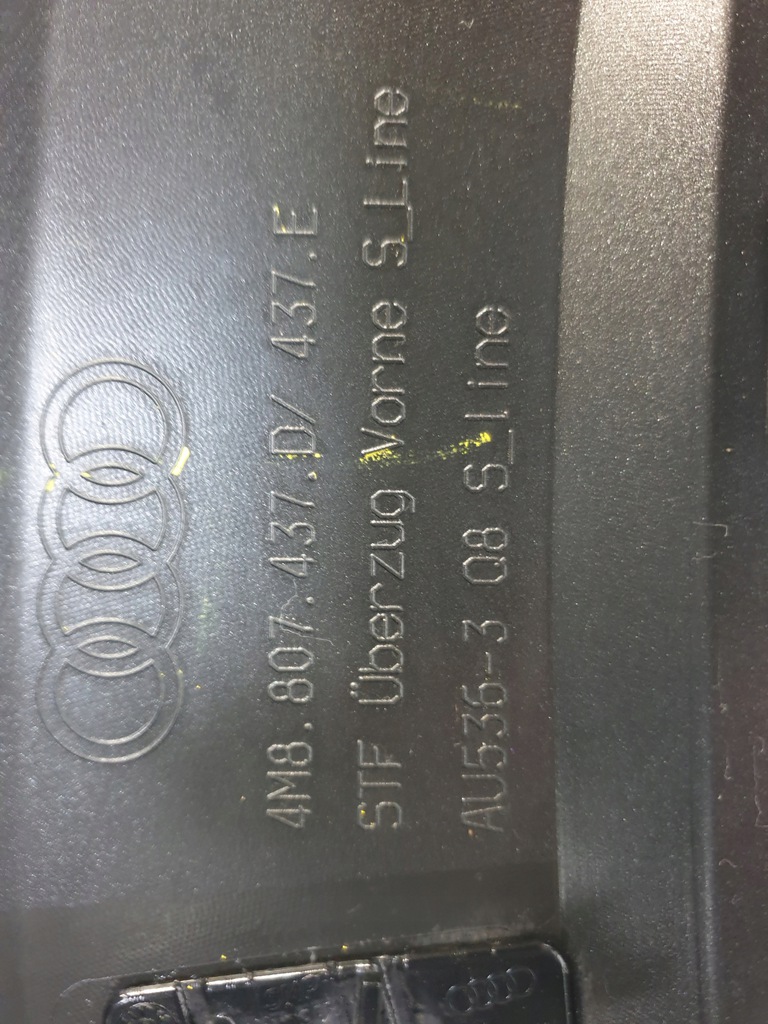 4M8.807.437.D/ 437.E
STF Überzug Vorne S_Line
AU536-3 Q8 S_line